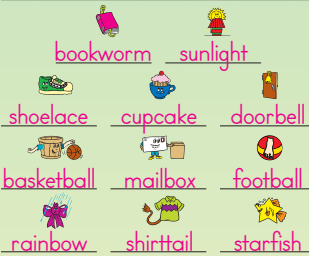 bookworm sunlight
shoelace cupcake doorbell
basketball mailbox football
rainbow shirttail starfish